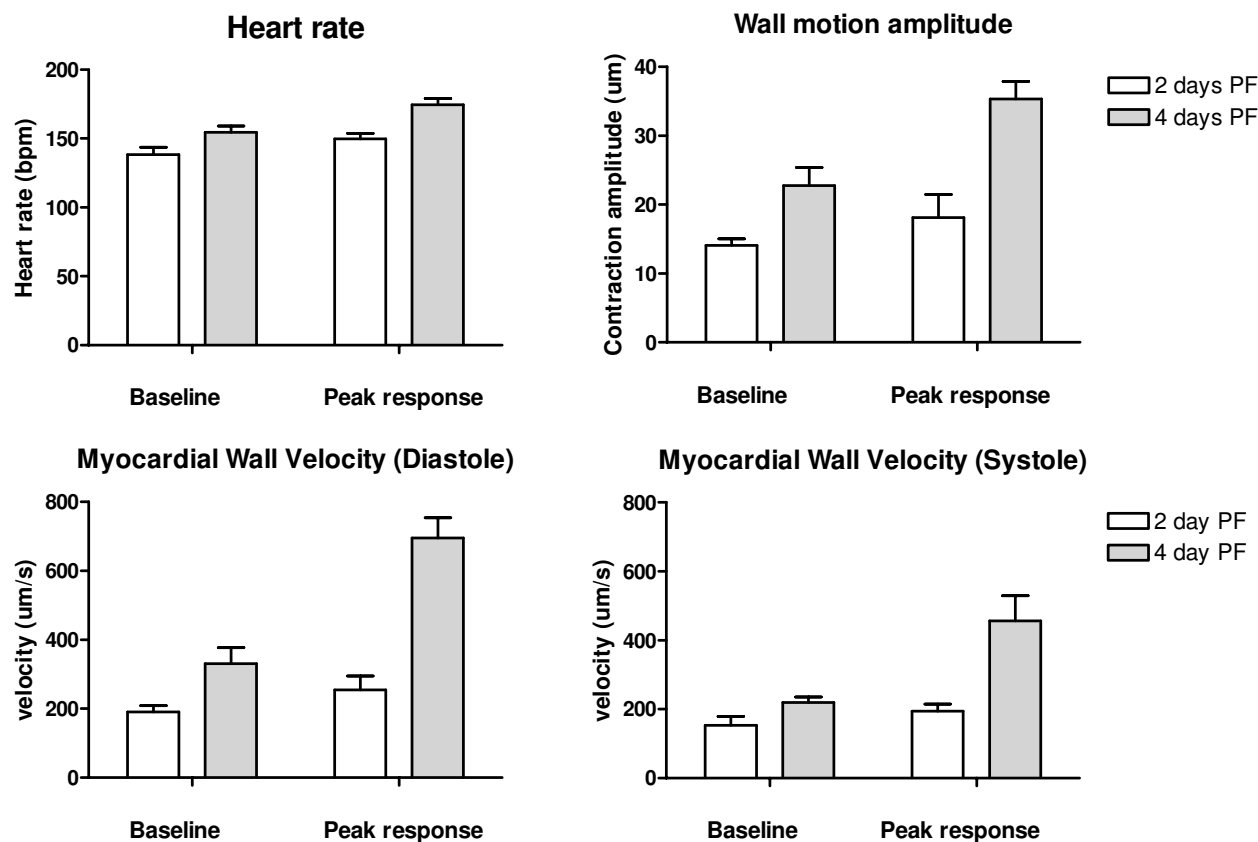 Heart rate
Heart rate (bpm)
200
150
100
50
0
Baseline Peak response
Wall motion amplitude
Contraction amplitude (um)
40
30
20
10
0
Baseline Peak response
2 days PF
4 days PF
Myocardial Wall Velocity (Diastole)
velocity (um/s)
800
600
400
200
0
Baseline Peak response
Myocardial Wall Velocity (Systole)
velocity (um/s)
800
600
400
200
0
Baseline Peak response
2 day PF
4 day PF